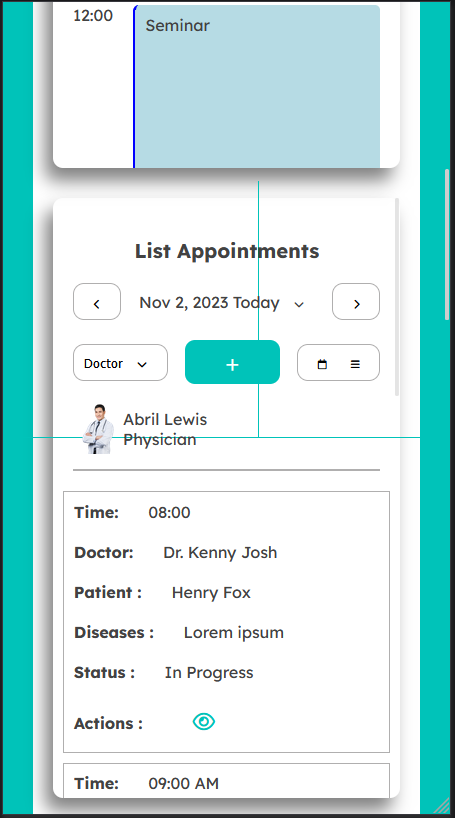 12:00
Seminar
List Appointments
Nov 2, 2023 Today
Doctor
+
Abril Lewis
Physician
Time: 08:00
Doctor: Dr. Kenny Josh
Patient : Henry Fox
Diseases : Lorem ipsum
Status : In Progress
Actions :
Time: 09:00 AM